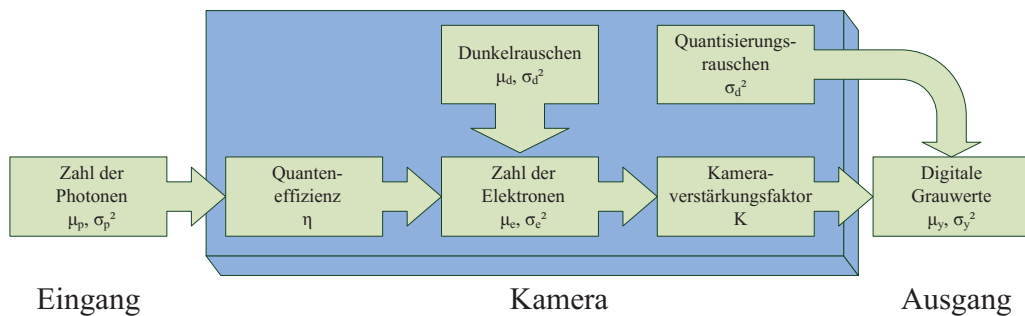 Dunkelrauschen
μd, σd²
Quantisierungs-
rauschen
σd²
Zahl der
Photonen
μp, σp²
Quanten-
effizienz
η
Zahl der
Elektronen
μe, σe²
Kamera-
verstärkungsfaktor
K
Digitale
Grauwerte
μy, σy²
Eingang
Kamera
Ausgang